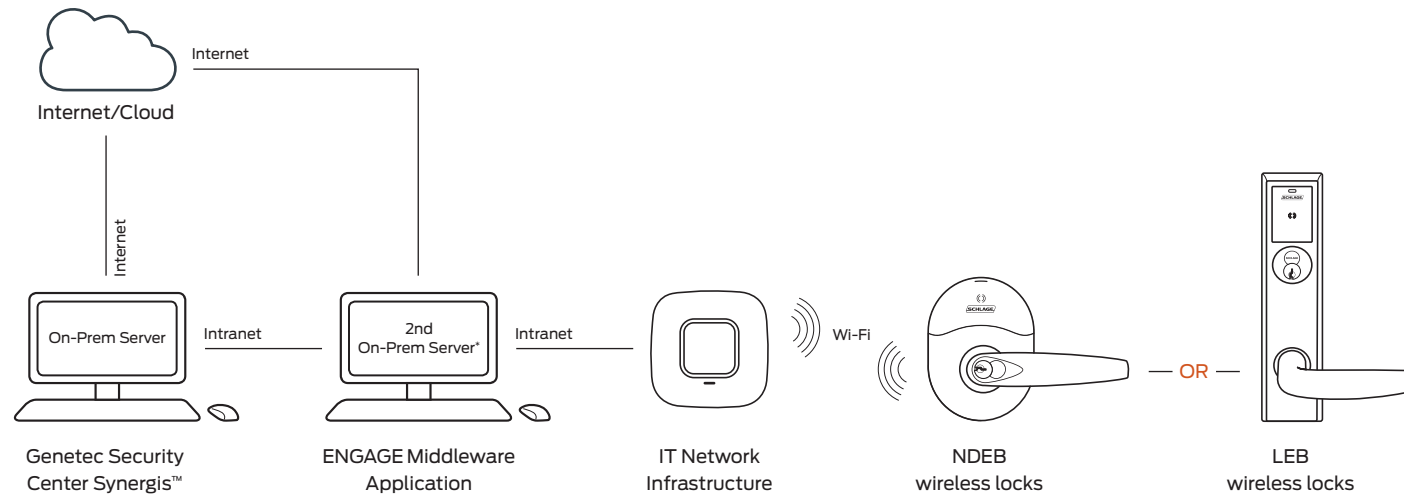 Internet
Internet/Cloud
Internet
On-Prem Server
Intranet
2nd
On-Prem Server*
Intranet
Wi-Fi
SCHLAGE
OR
SCHLAGE
Genetec Security
Center Synergis™
ENGAGE Middleware
Application
IT Network
Infrastructure
NDEB
wireless locks
LEB
wireless locks